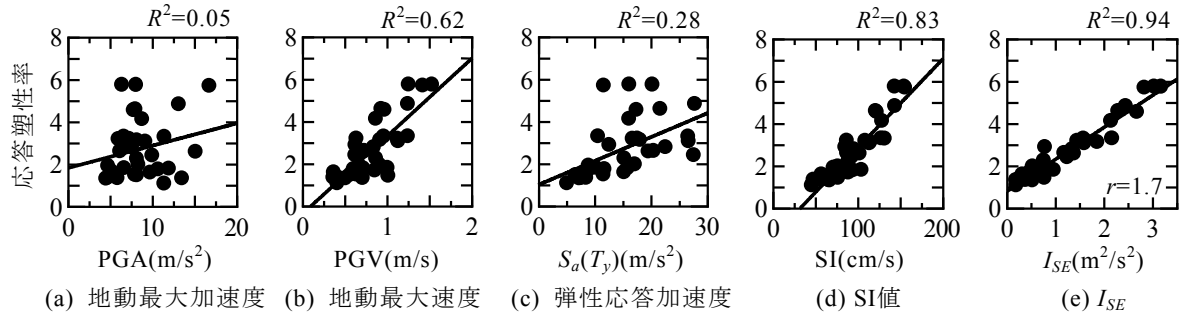 R²=0.05
R²=0.62
R²=0.28
R²=0.83
R²=0.94
応答塑性率
8
6
4
2
0
0
10
20
PGA(m/s²)
(a) 地動最大加速度
8
6
4
2
0
0
1
2
PGV(m/s)
(b) 地動最大速度
8
6
4
2
0
0
10
20
30
Sa(Ty)(m/s²)
(c) 弾性応答加速度
8
6
4
2
0
0
100
200
SI(cm/s)
(d) SI値
8
6
4
2
0
r=1.7
0
1
2
3
ISE(m²/s²)
(e) ISE